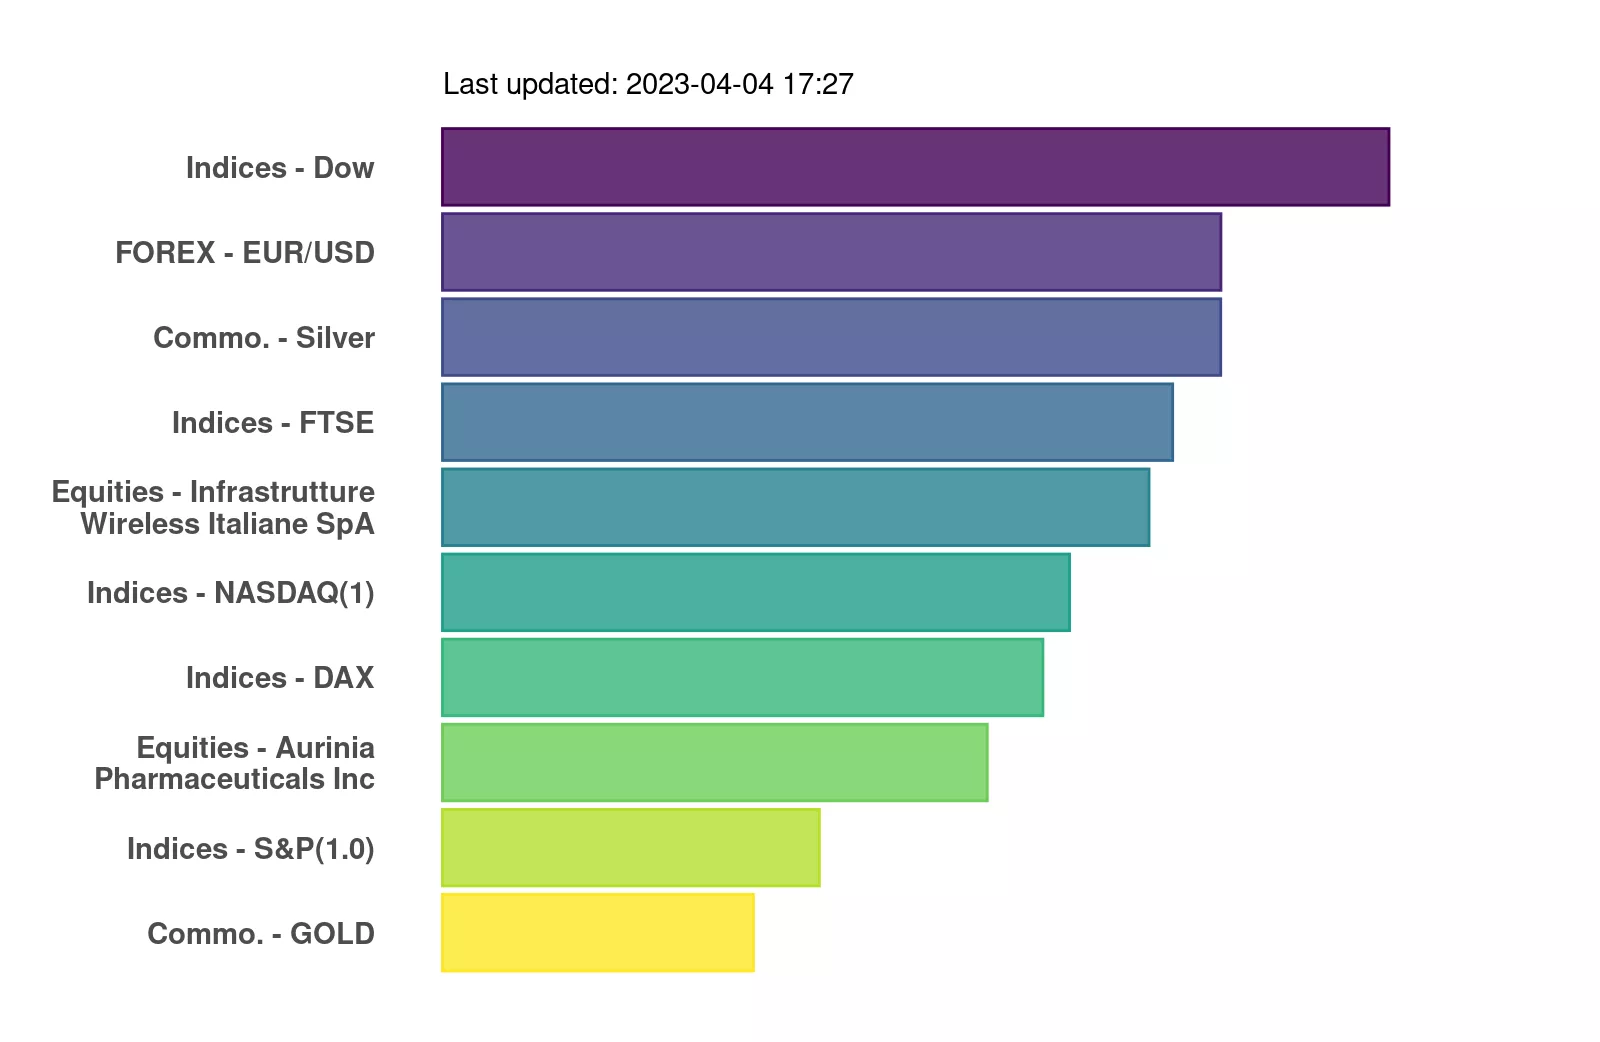 Last updated: 2023-04-04 17:27
Indices - Dow
FOREX - EUR/USD
Commo. - Silver
Indices - FTSE
Equities - Infrastrutture
Wireless Italiane SpA
Indices - NASDAQ(1)
Indices - DAX
Equities - Aurinia
Pharmaceuticals Inc
Indices - S&P(1.0)
Commo. - GOLD